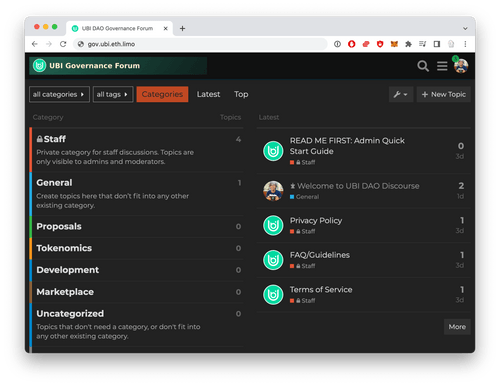 UBI DAO Governance Forum
gov.ubi.eth.limo
UBI Governance Forum
all categories
all tags
Categories
Latest
Top
New Topic
Category
Topics
Staff
4
Private category for staff discussions. Topics are
only visible to admins and moderators.
General
1
Create topics here that don't fit into any other
existing category.
Proposals
0
Tokenomics
0
Development
0
Marketplace
0
Uncategorized
0
Topics that don't need a category, or don't fit into
any other existing category.
Latest
READ ME FIRST: Admin Quick
Start Guide
Staff
0
3d
Welcome to UBI DAO Discourse
General
2
1d
Privacy Policy
Staff
1
3d
FAQ/Guidelines
Staff
1
3d
Terms of Service
Staff
1
3d
More